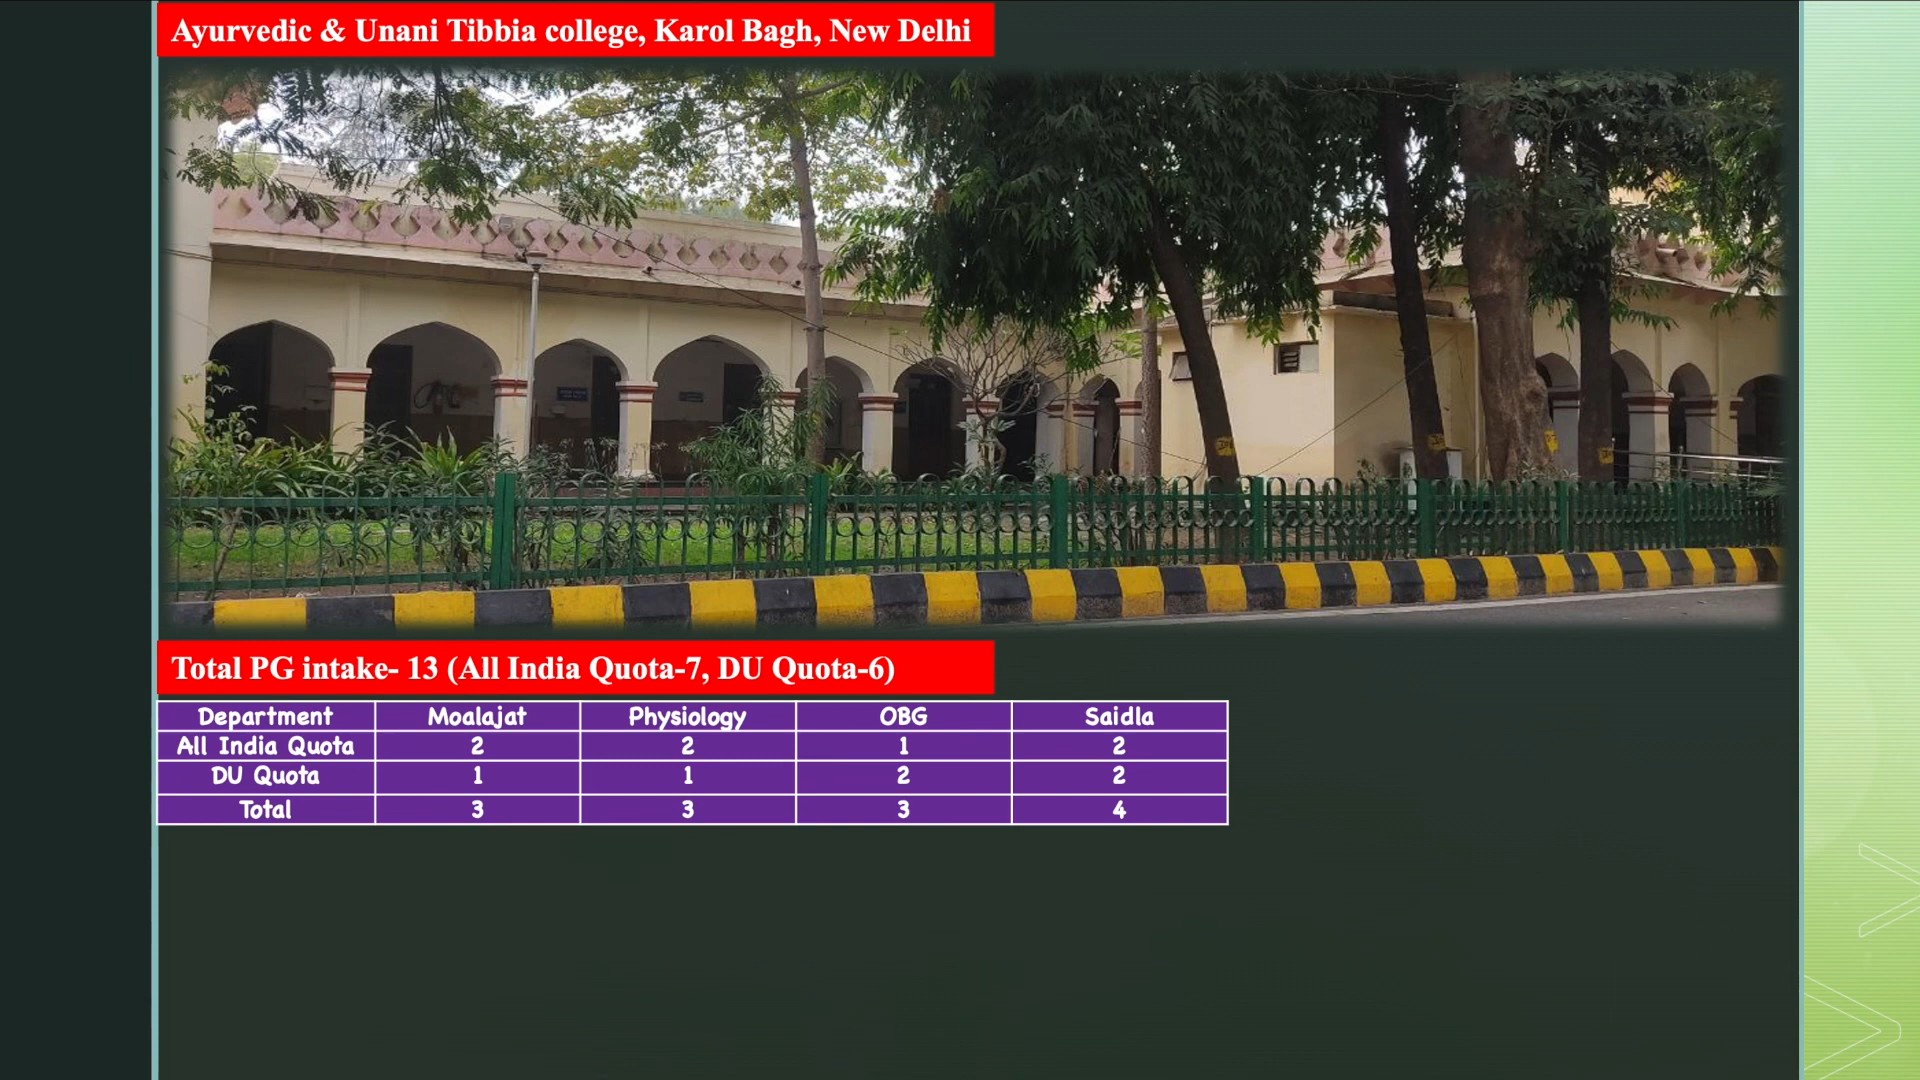 Ayurvedic & Unani Tibbia college, Karol Bagh, New Delhi
Total PG intake- 13 (All India Quota-7, DU Quota-6)
Department Moalajat Physiology OBG Saidla
All India Quota 2 2 1 2
DU Quota 1 1 2 2
Total 3 3 3 4